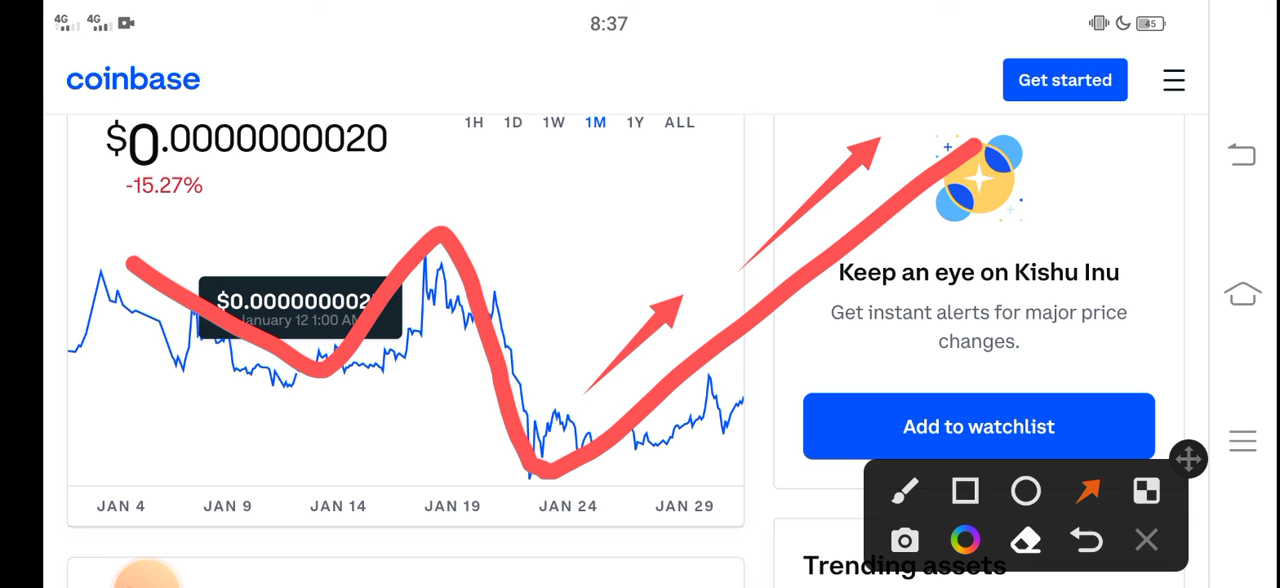 4G 4G 8:37 45
coinbase Get started
$0.0000000020
-15.27%
1H 1D 1W 1M 1Y ALL
$0.000000002
January 12 1:00 AM
JAN 4 JAN 9 JAN 14 JAN 19 JAN 24 JAN 29
Keep an eye on Kishu Inu
Get instant alerts for major price
changes.
Add to watchlist
Trending assets